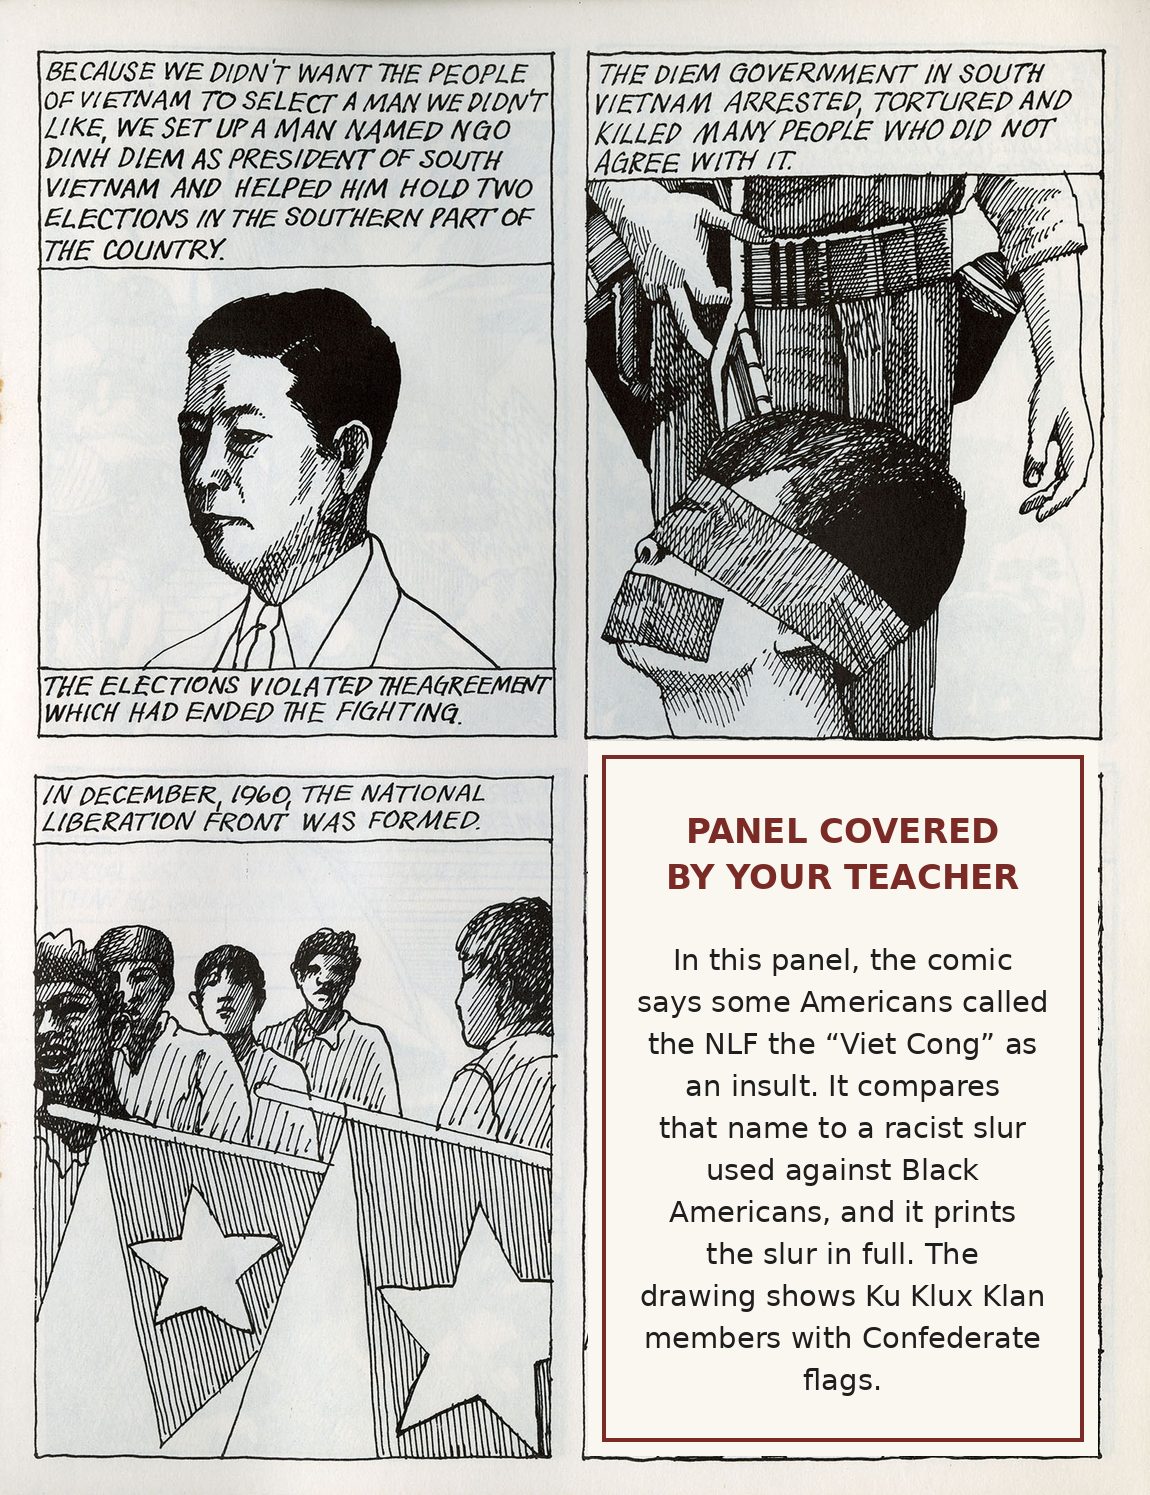 BECAUSE WE DIDN'T WANT THE PEOPLE
OF VIETNAM TO SELECT A MAN WE DIDN'T
LIKE, WE SET UP A MAN NAMED NGO
DINH DIEM AS PRESIDENT OF SOUTH
VIETNAM AND HELPED HIM HOLD TWO
ELECTIONS IN THE SOUTHERN PART OF
THE COUNTRY.
THE ELECTIONS VIOLATED THE AGREEMENT
WHICH HAD ENDED THE FIGHTING.
THE DIEM GOVERNMENT IN SOUTH
VIETNAM ARRESTED, TORTURED AND
KILLED MANY PEOPLE WHO DID NOT
AGREE WITH IT.
IN DECEMBER, 1960, THE NATIONAL
LIBERATION FRONT WAS FORMED.
PANEL COVERED
BY YOUR TEACHER
In this panel, the comic
says some Americans called
the NLF the “Viet Cong” as
an insult. It compares
that name to a racist slur
used against Black
Americans, and it prints
the slur in full. The
drawing shows Ku Klux Klan
members with Confederate
flags.